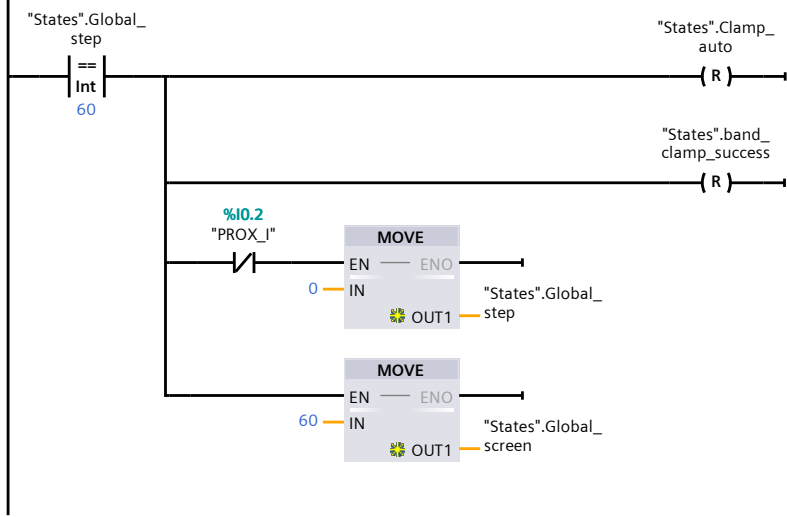 "States".Global_
step
==
Int
60
"States".Clamp_
auto
R
"States".band_
clamp_success
R
%I0.2
"PROX_I"
MOVE
EN
ENO
0
IN
OUT1
"States".Global_
step
MOVE
EN
ENO
60
IN
OUT1
"States".Global_
screen